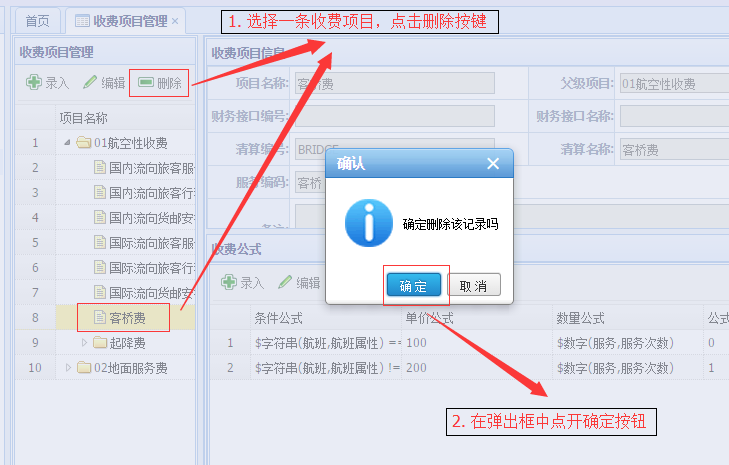 首页
收费项目管理
1. 选择一条收费项目，点击删除按键
收费项目管理
收费项目信息
录入 编辑 删除
项目名称: 客桥费 父级项目: 01航空性收费
财务接口编号: 财务接口名称:
清算编号: BRIDGE 清算名称: 客桥费
服务编码: 客桥
备注:
项目名称
1 01航空性收费
2 国内流向旅客服
3 国内流向旅客行
4 国内流向货邮安
5 国际流向旅客服
6 国际流向旅客行
7 国际流向货邮安
8 客桥费
9 起降费
10 02地面服务费
确认
确定删除该记录吗
确定 取消
收费公式
录入 编辑
条件公式 单价公式 数量公式 公式
1 $字符串(航班,航班属性) == 100 $数字(服务,服务次数) 0
2 $字符串(航班,航班属性) != 200 $数字(服务,服务次数) 1
2. 在弹出框中点开确定按钮